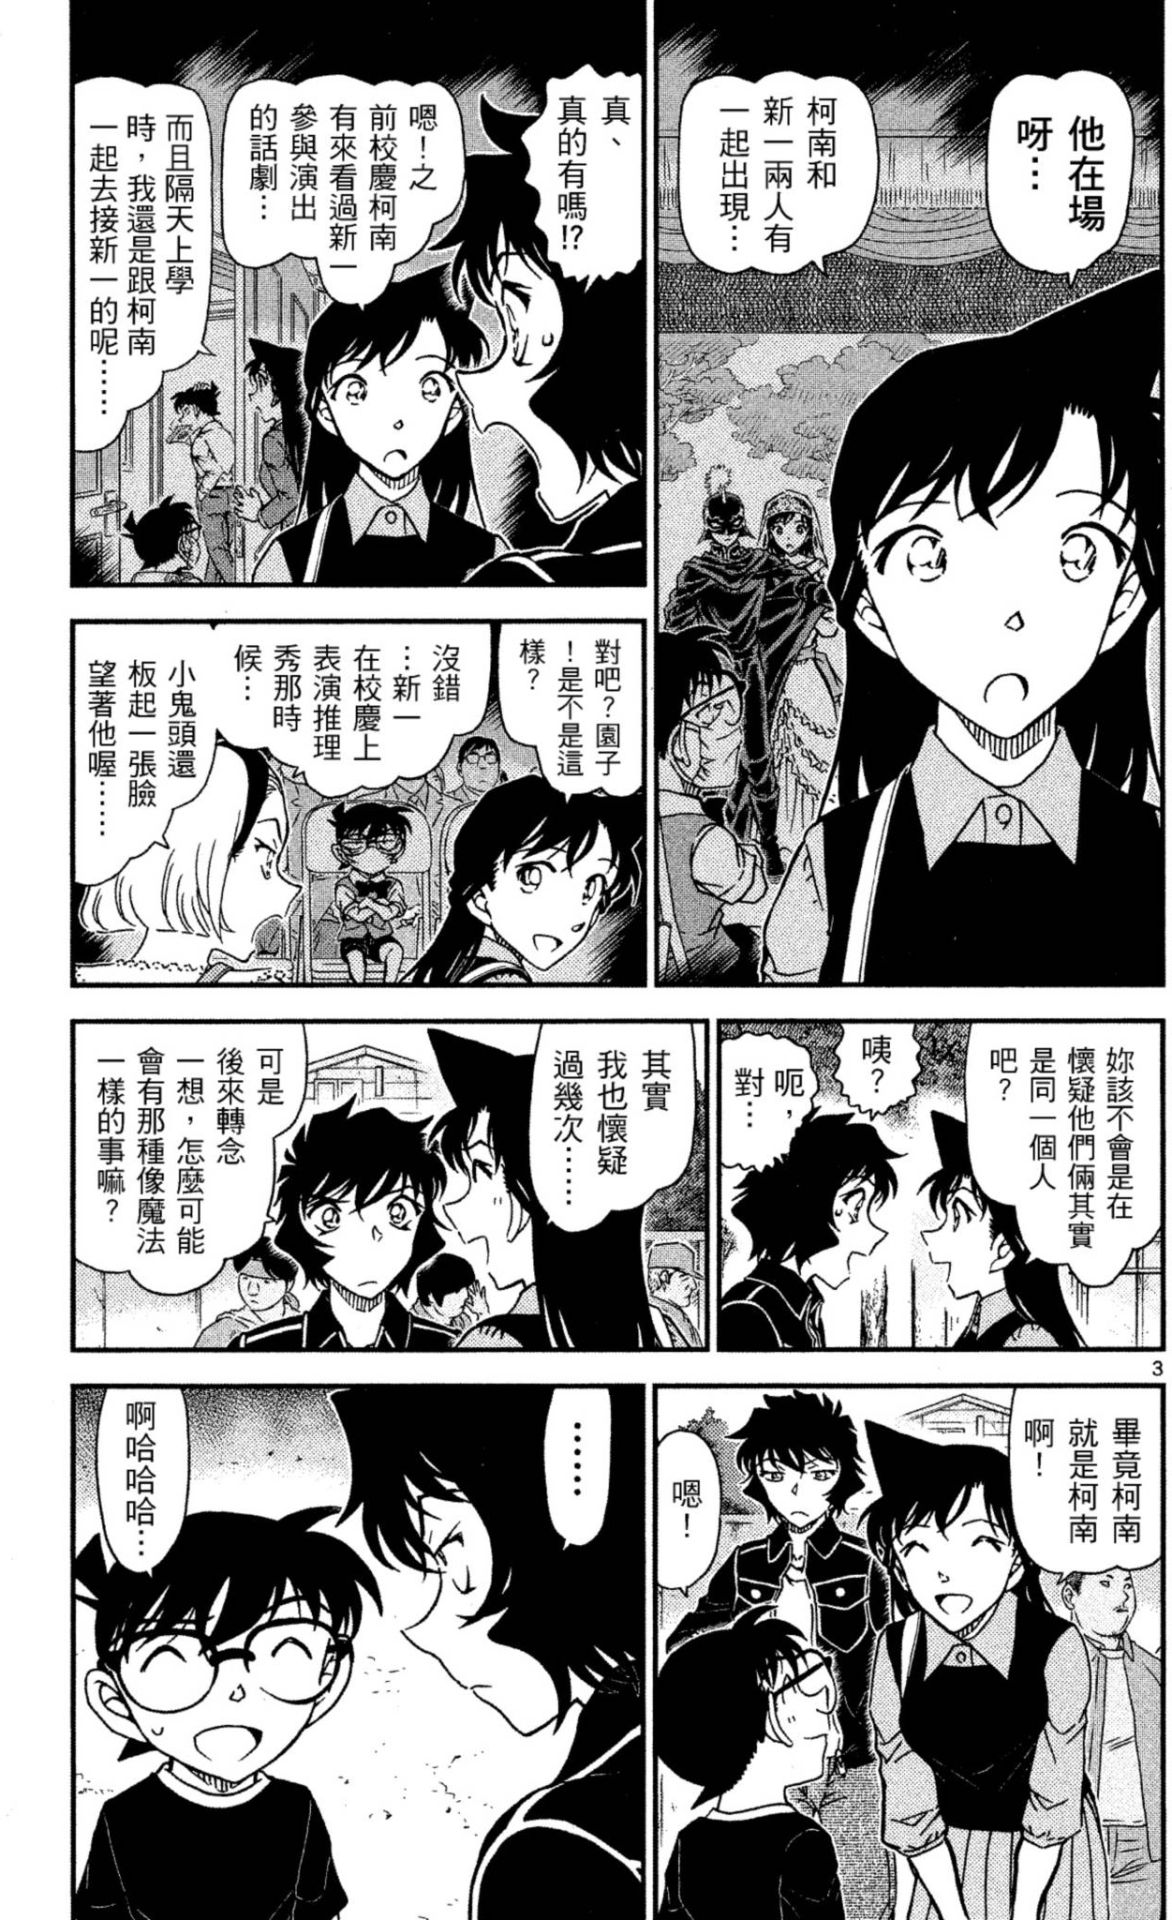 他在場
呀…
柯南和
新一兩人有
一起出現…
真、
真的有嗎!?
嗯！之
前校慶柯南
有來看過新一
參與演出
的話劇…
而且隔天上學
時，我還是跟柯南
一起去接新一的呢……
對吧？園子
！是不是這
樣？
沒錯
…新一
在校慶上
表演推理
秀那時
候…
小鬼頭還
板起一張臉
望著他喔……
妳該不會是在
懷疑他們倆其實
是同一個人
吧？
咦？
呃，
對…
其實
我也懷疑
過幾次……
可是
後來轉念
一想，怎麼可能
會有那種像魔法
一樣的事嘛？
3
畢竟柯南
就是柯南
啊！
嗯！
……
啊哈哈哈…